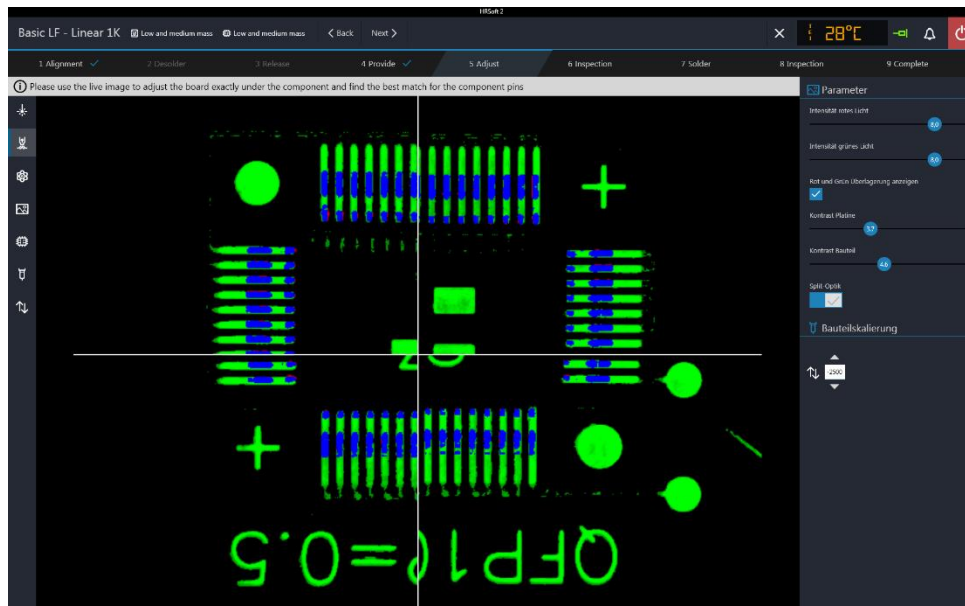 HRSoft 2
Basic LF - Linear 1K
Low and medium mass
Low and medium mass
Back
Next
28°C
1 Alignment
2 Desolder
3 Release
4 Provide
5 Adjust
6 Inspection
7 Solder
8 Inspection
9 Complete
Please use the live image to adjust the board exactly under the component and find the best match for the component pins
Parameter
Intensität rotes Licht
8,0
Intensität grünes Licht
8,0
Rot und Grün Überlagerung anzeigen
Kontrast Platine
3,7
Kontrast Bauteil
4,6
Split-Optik
Bauteilskalierung
-2500
QFP1
=0.5